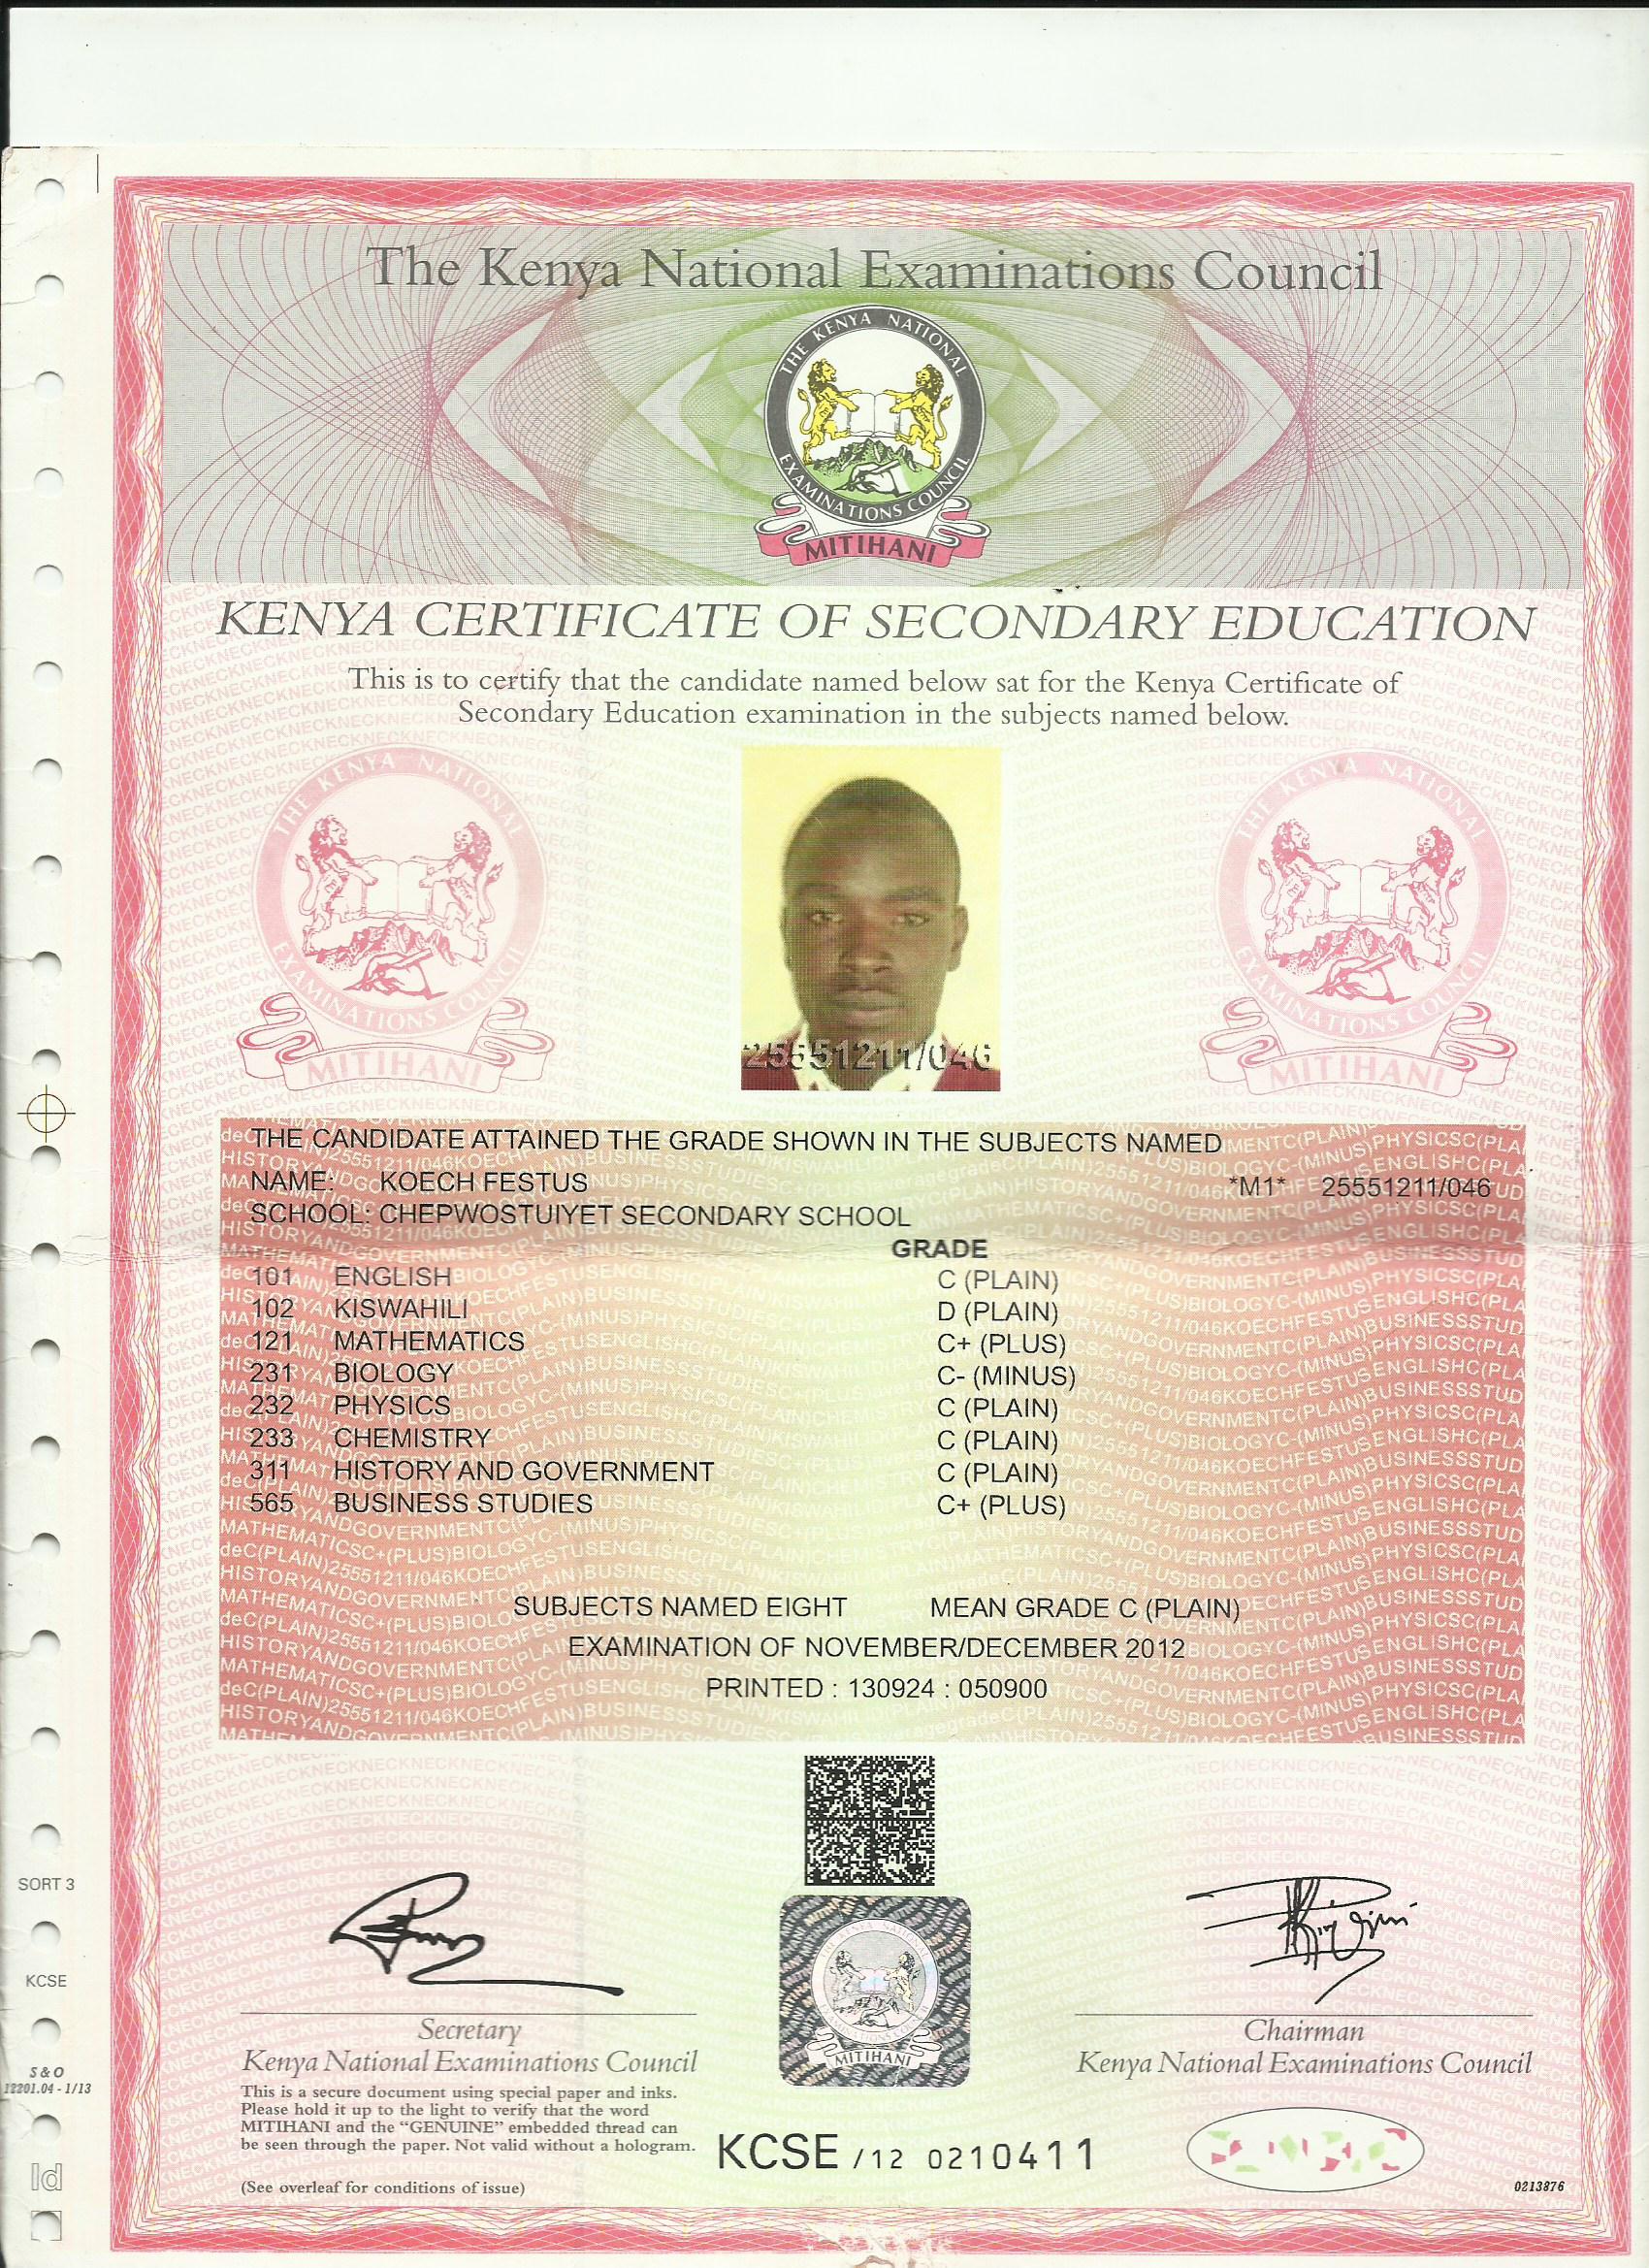 The Kenya National Examinations Council
THE KENYA NATIONAL
EXAMINATIONS COUNCIL
MITIHANI
KENYA CERTIFICATE OF SECONDARY EDUCATION
This is to certify that the candidate named below sat for the Kenya Certificate of
Secondary Education examination in the subjects named below.
THE KENYA NATIONAL
EXAMINATIONS COUNCIL
MITIHANI
THE KENYA NATIONAL
EXAMINATIONS COUNCIL
MITIHANI
25551211/046
THE CANDIDATE ATTAINED THE GRADE SHOWN IN THE SUBJECTS NAMED
NAME: KOECH FESTUS *M1* 25551211/046
SCHOOL: CHEPWOSTUIYET SECONDARY SCHOOL
GRADE
101 ENGLISH C (PLAIN)
102 KISWAHILI D (PLAIN)
121 MATHEMATICS C+ (PLUS)
231 BIOLOGY C- (MINUS)
232 PHYSICS C (PLAIN)
233 CHEMISTRY C (PLAIN)
311 HISTORY AND GOVERNMENT C (PLAIN)
565 BUSINESS STUDIES C+ (PLUS)
SUBJECTS NAMED EIGHT MEAN GRADE C (PLAIN)
EXAMINATION OF NOVEMBER/DECEMBER 2012
PRINTED : 130924 : 050900
SORT 3
KCSE
S & O
12201.04 - 1/13
Secretary
Kenya National Examinations Council
MITIHANI
Chairman
Kenya National Examinations Council
This is a secure document using special paper and inks.
Please hold it up to the light to verify that the word
MITIHANI and the “GENUINE” embedded thread can
be seen through the paper. Not valid without a hologram.
(See overleaf for conditions of issue)
KCSE /12 0210411
0213876